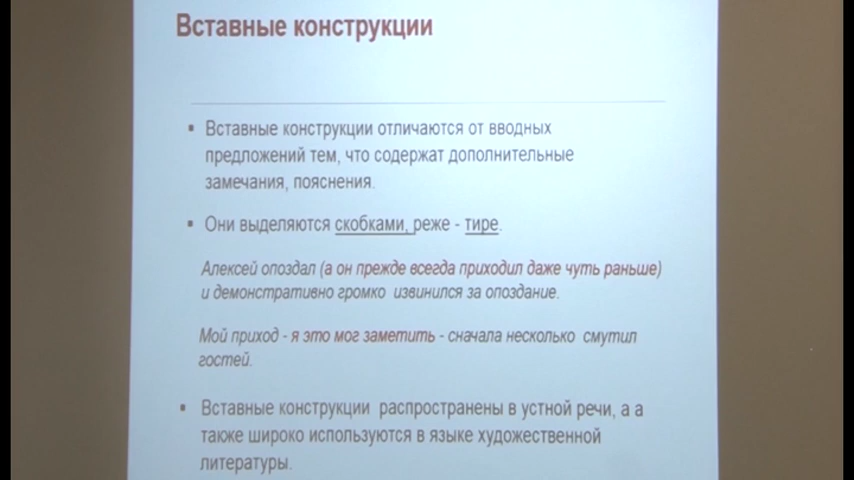 Вставные конструкции
▪ Вставные конструкции отличаются от вводных
предложений тем, что содержат дополнительные
замечания, пояснения.
▪ Они выделяются скобками, реже - тире.
Алексей опоздал (а он прежде всегда приходил даже чуть раньше)
и демонстративно громко извинился за опоздание.
Мой приход - я это мог заметить - сначала несколько смутил
гостей.
▪ Вставные конструкции распространены в устной речи, а а
также широко используются в языке художественной
литературы.